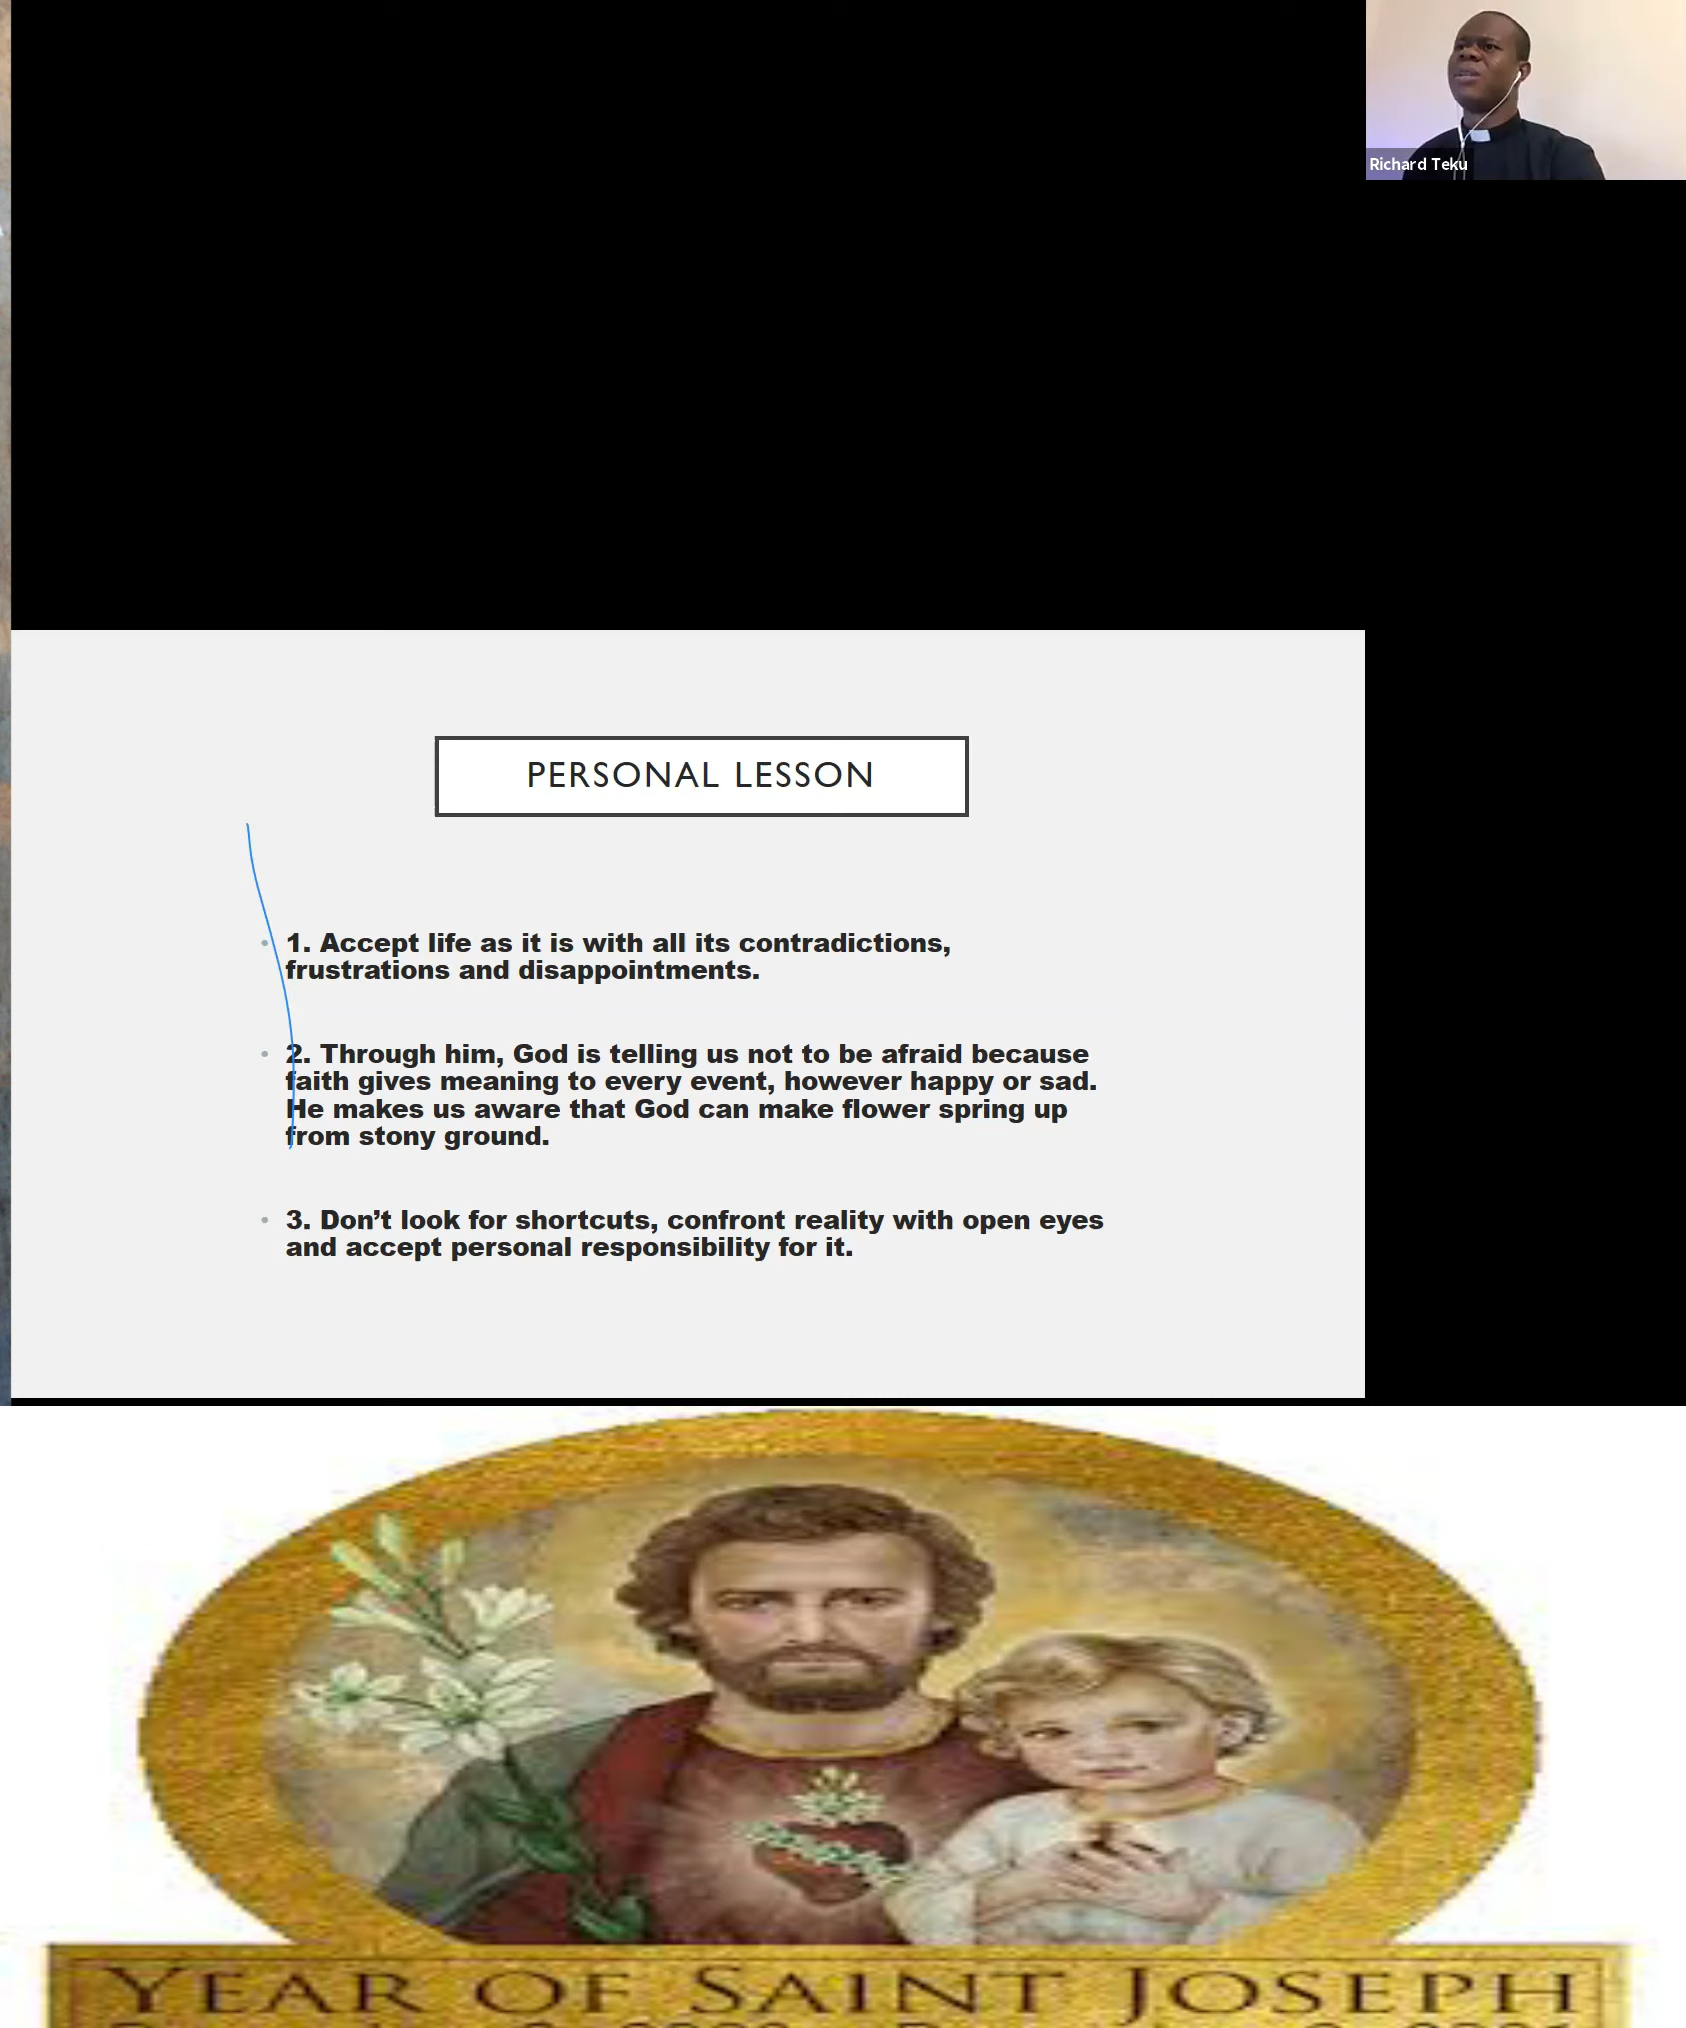 Richard Teku
PERSONAL LESSON
• 1. Accept life as it is with all its contradictions,
frustrations and disappointments.
• 2. Through him, God is telling us not to be afraid because
faith gives meaning to every event, however happy or sad.
He makes us aware that God can make flower spring up
from stony ground.
• 3. Don’t look for shortcuts, confront reality with open eyes
and accept personal responsibility for it.
YEAR OF SAINT JOSEPH